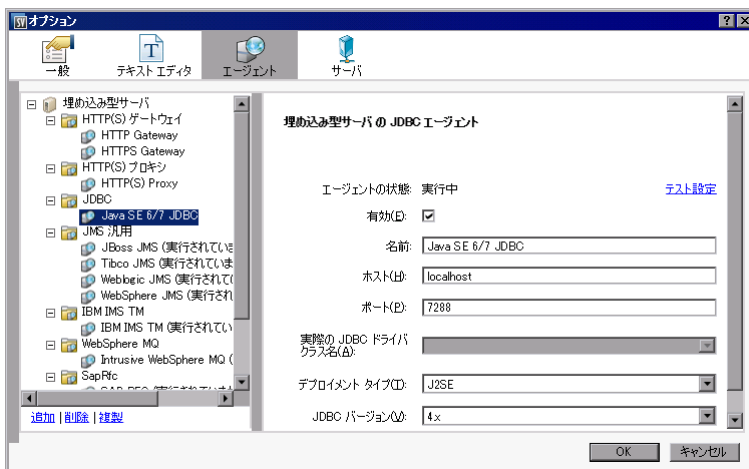 SV オプション
一般
テキスト エディタ
エージェント
サーバ
埋め込み型サーバ
HTTP(S) ゲートウェイ
HTTP Gateway
HTTPS Gateway
HTTP(S) プロキシ
HTTP(S) Proxy
JDBC
Java SE 6/7 JDBC
JMS 汎用
JBoss JMS (実行されていま
Tibco JMS (実行されていま
Weblogic JMS (実行されて(
WebSphere JMS (実行され
IBM IMS TM
IBM IMS TM (実行されてい
WebSphere MQ
Intrusive WebSphere MQ (
SapRfc
追加 | 削除 | 複製
埋め込み型サーバ の JDBC エージェント
エージェントの状態: 実行中 テスト設定
有効(E):
名前: Java SE 6/7 JDBC
ホスト(H): localhost
ポート(P): 7288
実際の JDBC ドライバ
クラス名(A):
デプロイメント タイプ(T): J2SE
JDBC バージョン(V): 4.x
OK キャンセル